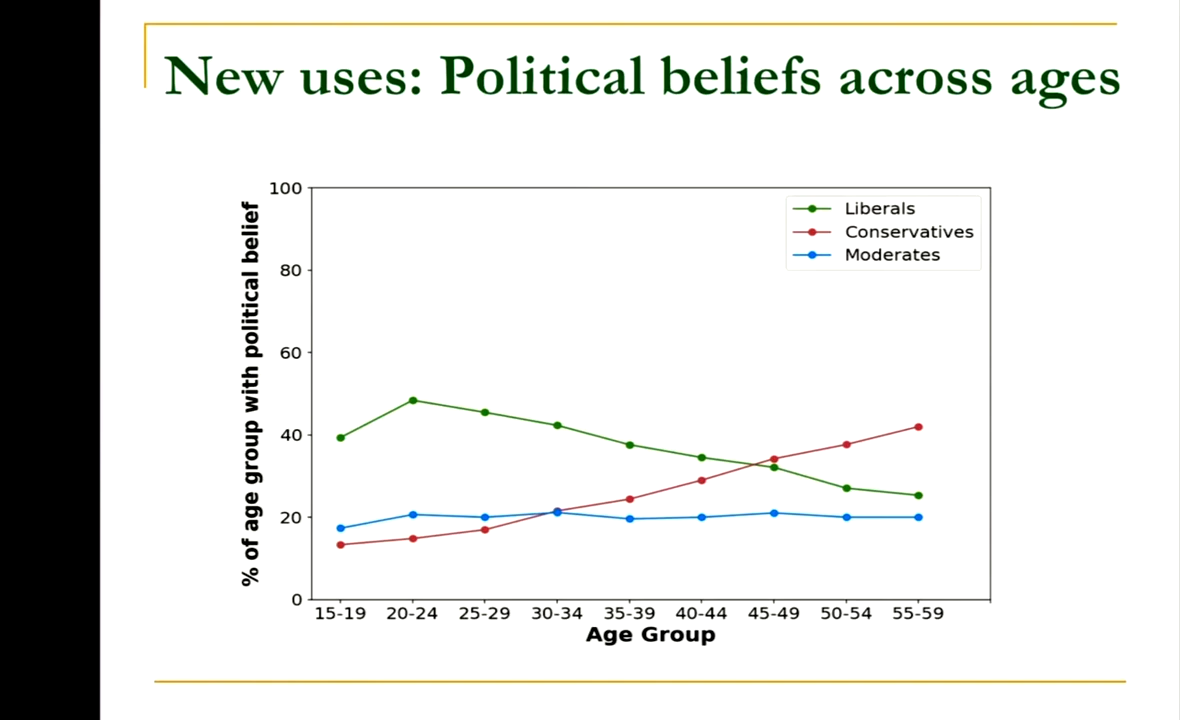 New uses: Political beliefs across ages
% of age group with political belief
100
80
60
40
20
0
Liberals
Conservatives
Moderates
15-19 20-24 25-29 30-34 35-39 40-44 45-49 50-54 55-59
Age Group